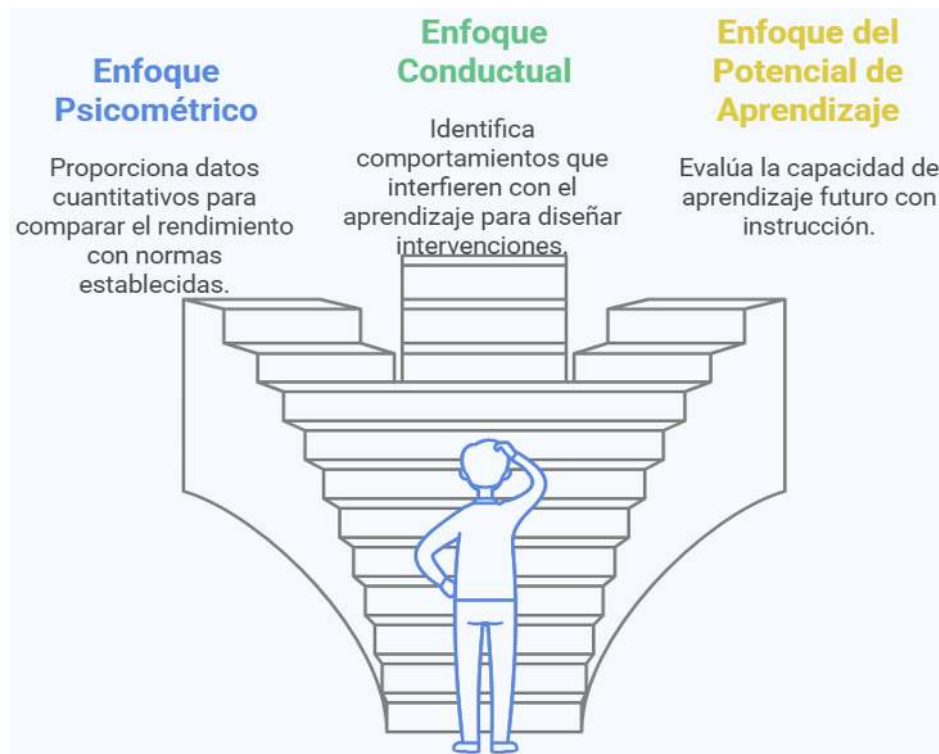 Enfoque
Psicométrico
Proporciona datos
cuantitativos para
comparar el rendimiento
con normas
establecidas.
Enfoque
Conductual
Identifica
comportamientos que
interfieren con el
aprendizaje para diseñar
intervenciones.
Enfoque del
Potencial de
Aprendizaje
Evalúa la capacidad de
aprendizaje futuro con
instrucción.